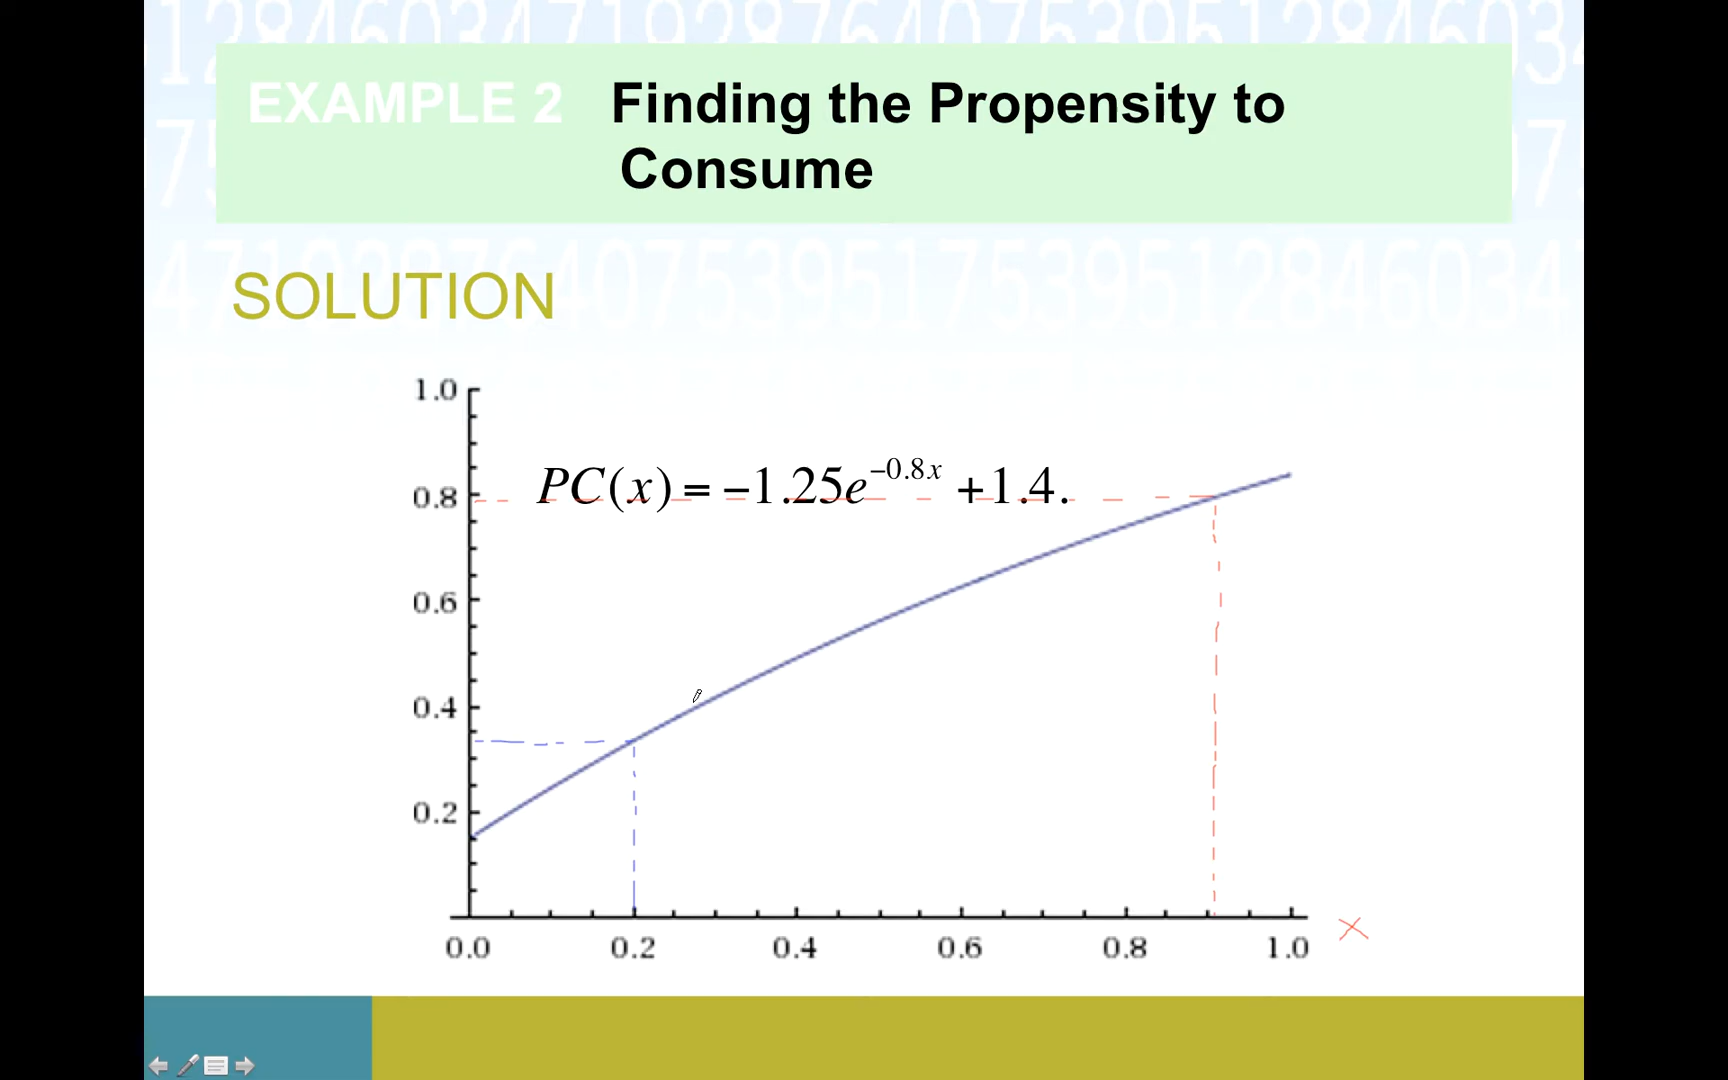 EXAMPLE 2 Finding the Propensity to
Consume
SOLUTION
1.0
PC(x) = −1.25e^{−0.8x} + 1.4.
0.8
0.6
0.4
0.2
0.0 0.2 0.4 0.6 0.8 1.0
x